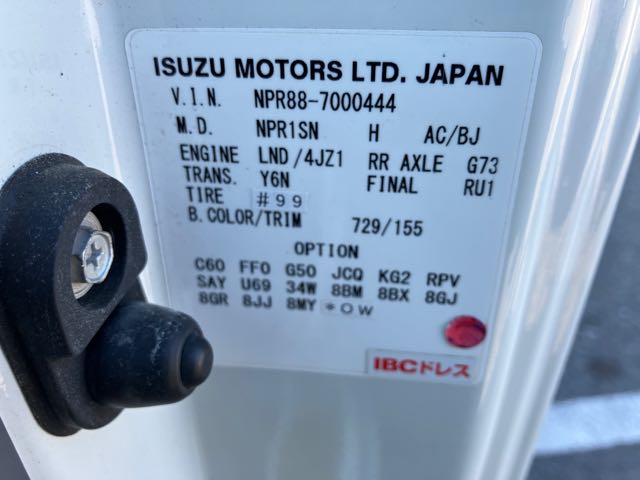 ISUZU MOTORS LTD. JAPAN
V.I.N. NPR88-7000444
M.D. NPR1SN H AC/BJ
ENGINE LND/4JZ1 RR AXLE G73
TRANS. Y6N FINAL RU1
TIRE #99
B.COLOR/TRIM 729/155
OPTION
C60 FF0 G50 JCQ KG2 RPV
SAY U69 34W 8BM 8BX 8GJ
8GR 8JJ 8MY *OW
IBCドレス